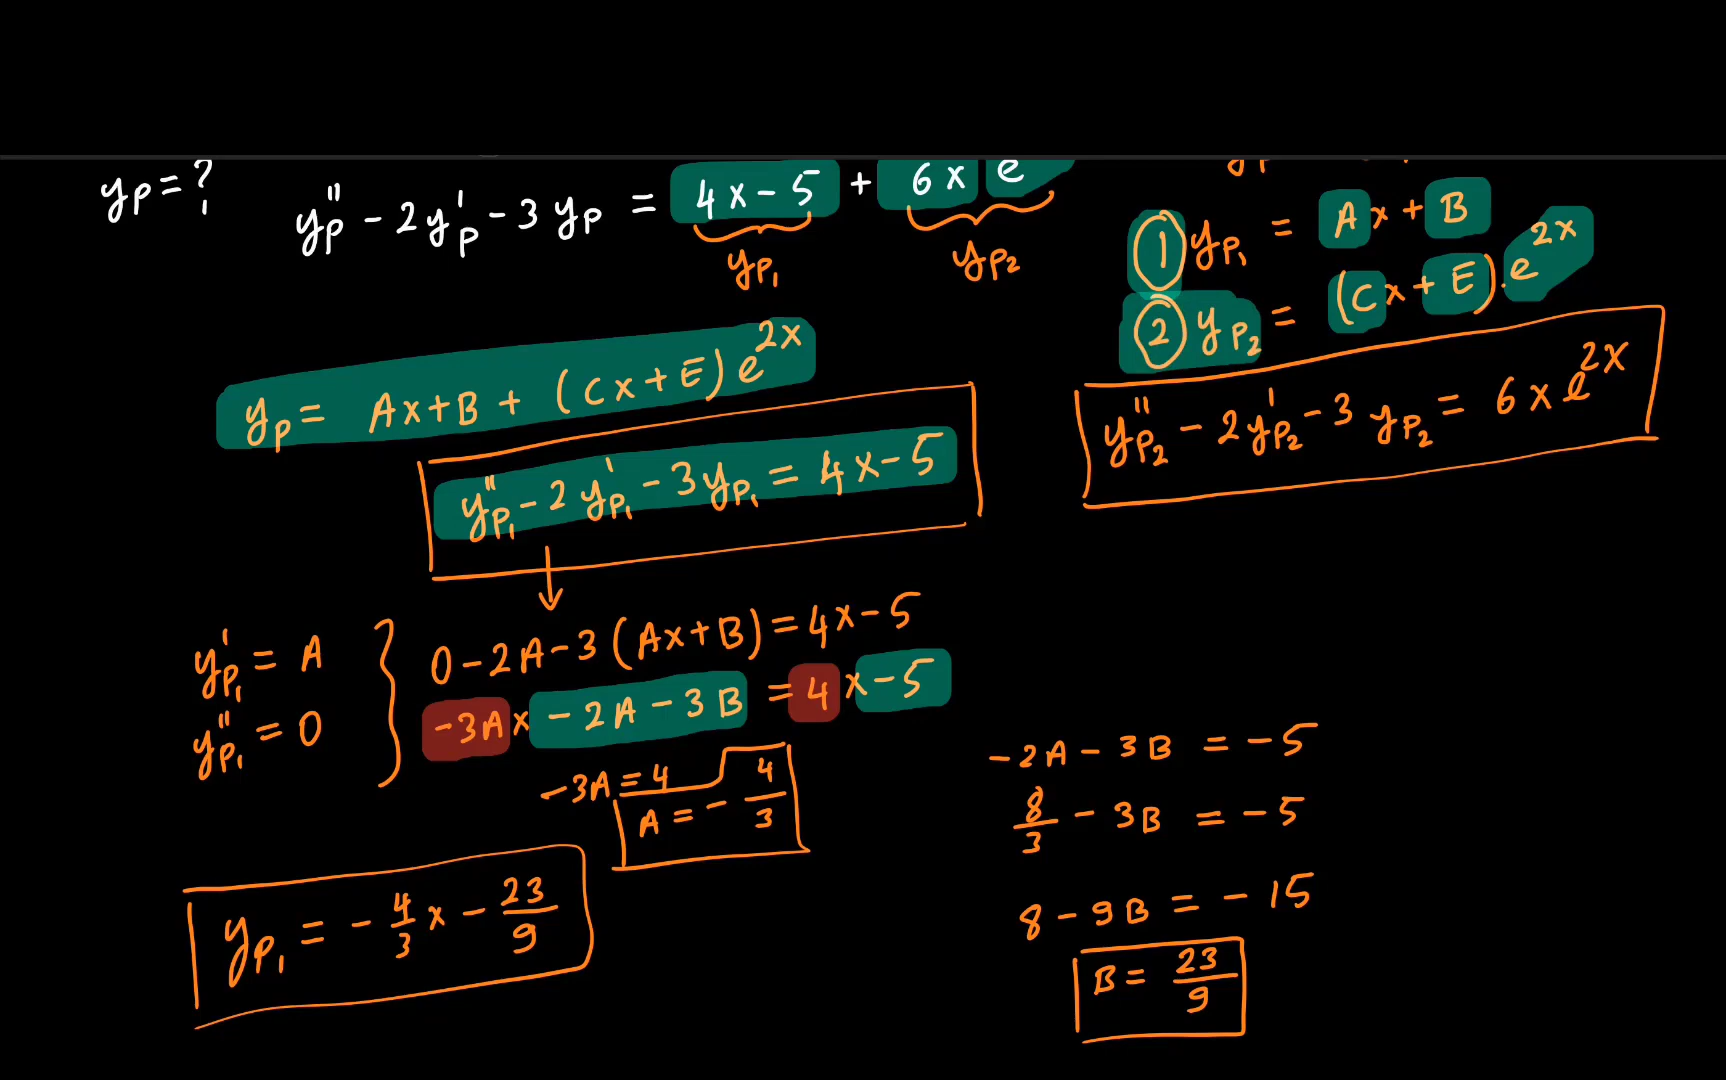 yp = ?
yp'' - 2yp' - 3yp = 4x - 5 + 6x e
yp1 yp2
① yp1 = Ax + B
② yp2 = (Cx + E).e^2x
yp = Ax + B + (Cx + E) e^2x
yp2'' - 2yp2' - 3yp2 = 6x e^2x
yp1'' - 2yp1' - 3yp1 = 4x - 5
yp1' = A
yp1'' = 0
0 - 2A - 3(Ax + B) = 4x - 5
-3Ax - 2A - 3B = 4x - 5
-3A = 4
A = - 4/3
yp1 = - 4/3 x - 23/9
-2A - 3B = -5
8/3 - 3B = -5
8 - 9B = -15
B = 23/9